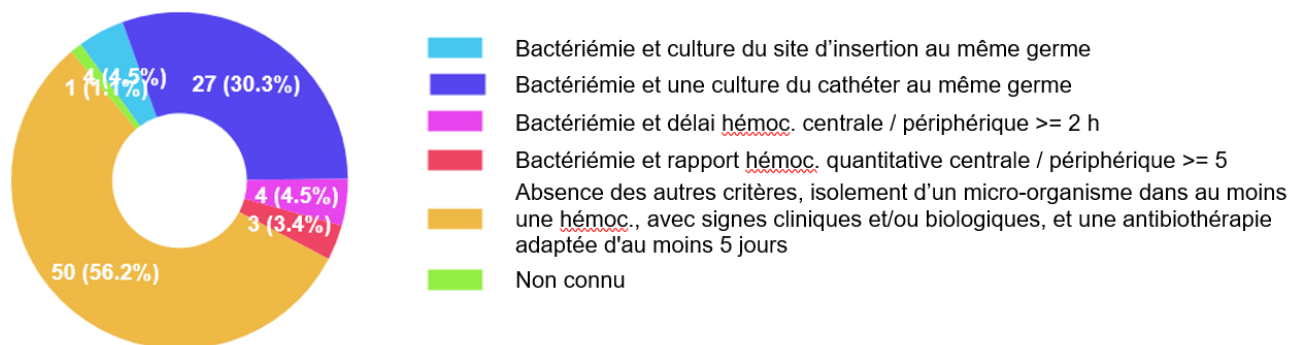 4 (4.5%)
1 (1.1%)
27 (30.3%)
4 (4.5%)
3 (3.4%)
50 (56.2%)
Bactériémie et culture du site d’insertion au même germe
Bactériémie et une culture du cathéter au même germe
Bactériémie et délai hémoc. centrale / périphérique >= 2 h
Bactériémie et rapport hémoc. quantitative centrale / périphérique >= 5
Absence des autres critères, isolement d’un micro-organisme dans au moins
une hémoc., avec signes cliniques et/ou biologiques, et une antibiothérapie
adaptée d'au moins 5 jours
Non connu